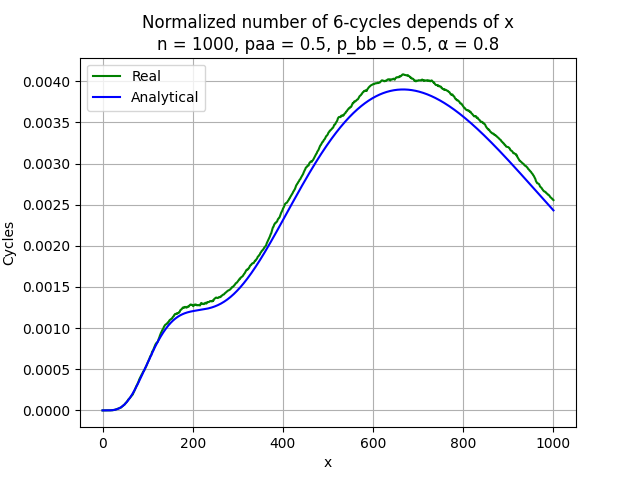 Normalized number of 6-cycles depends of x
n = 1000, paa = 0.5, p_bb = 0.5, α = 0.8
Real
Analytical
0.0040
0.0035
0.0030
0.0025
0.0020
0.0015
0.0010
0.0005
0.0000
Cycles
0 200 400 600 800 1000
x